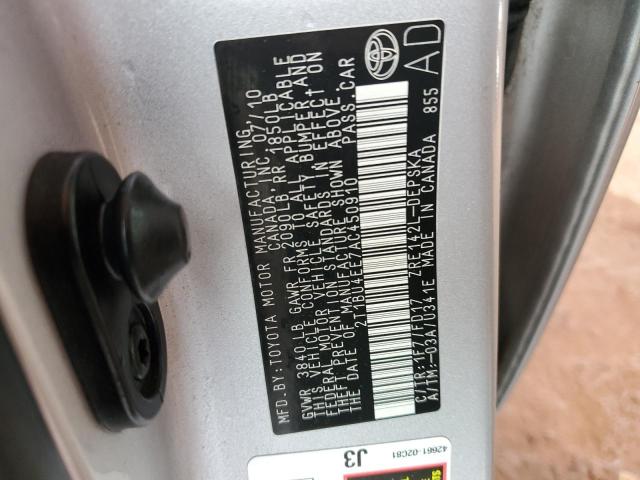 MFD.BY:TOYOTA MOTOR MANUFACTURING,
CANADA, INC. 07/10
GVWR 3840 LB GAWR FR 2090 LB RR 1850LB
THIS VEHICLE CONFORMS TO ALL APPLICABLE
FEDERAL MOTOR VEHICLE SAFETY, BUMPER AND
THEFT PREVENTION STANDARDS IN EFFECT ON
THE DATE OF MANUFACTURE SHOWN ABOVE.
2T1BU4EE7AC450910 PASS.CAR
C/TR:1F7/FD17 ZRE142L-DEPSKA
A/TM:-03A/U341E MADE IN CANADA 855
AD
42661-02C81
J3